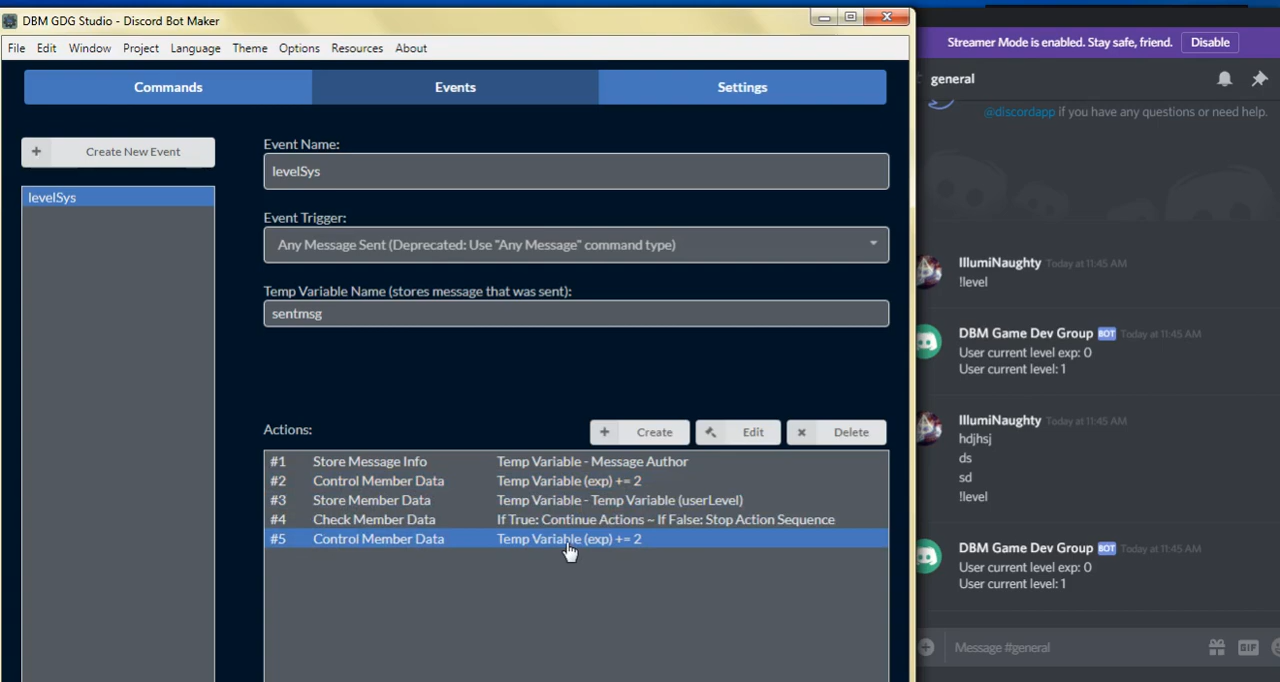 DBM GDG Studio - Discord Bot Maker
File Edit Window Project Language Theme Options Resources About
Commands Events Settings
+ Create New Event
levelSys
Event Name:
levelSys
Event Trigger:
Any Message Sent (Deprecated: Use "Any Message" command type)
Temp Variable Name (stores message that was sent):
sentmsg
Actions:
+ Create Edit × Delete
#1 Store Message Info Temp Variable - Message Author
#2 Control Member Data Temp Variable (exp) += 2
#3 Store Member Data Temp Variable - Temp Variable (userLevel)
#4 Check Member Data If True: Continue Actions ~ If False: Stop Action Sequence
#5 Control Member Data Temp Variable (exp) += 2
Streamer Mode is enabled. Stay safe, friend. Disable
general
@discordapp if you have any questions or need help.
IllumiNaughty Today at 11:45 AM
!level
DBM Game Dev Group BOT Today at 11:45 AM
User current level exp: 0
User current level: 1
IllumiNaughty Today at 11:45 AM
hdjhsj
ds
sd
!level
DBM Game Dev Group BOT Today at 11:45 AM
User current level exp: 0
User current level: 1
Message #general
GIF